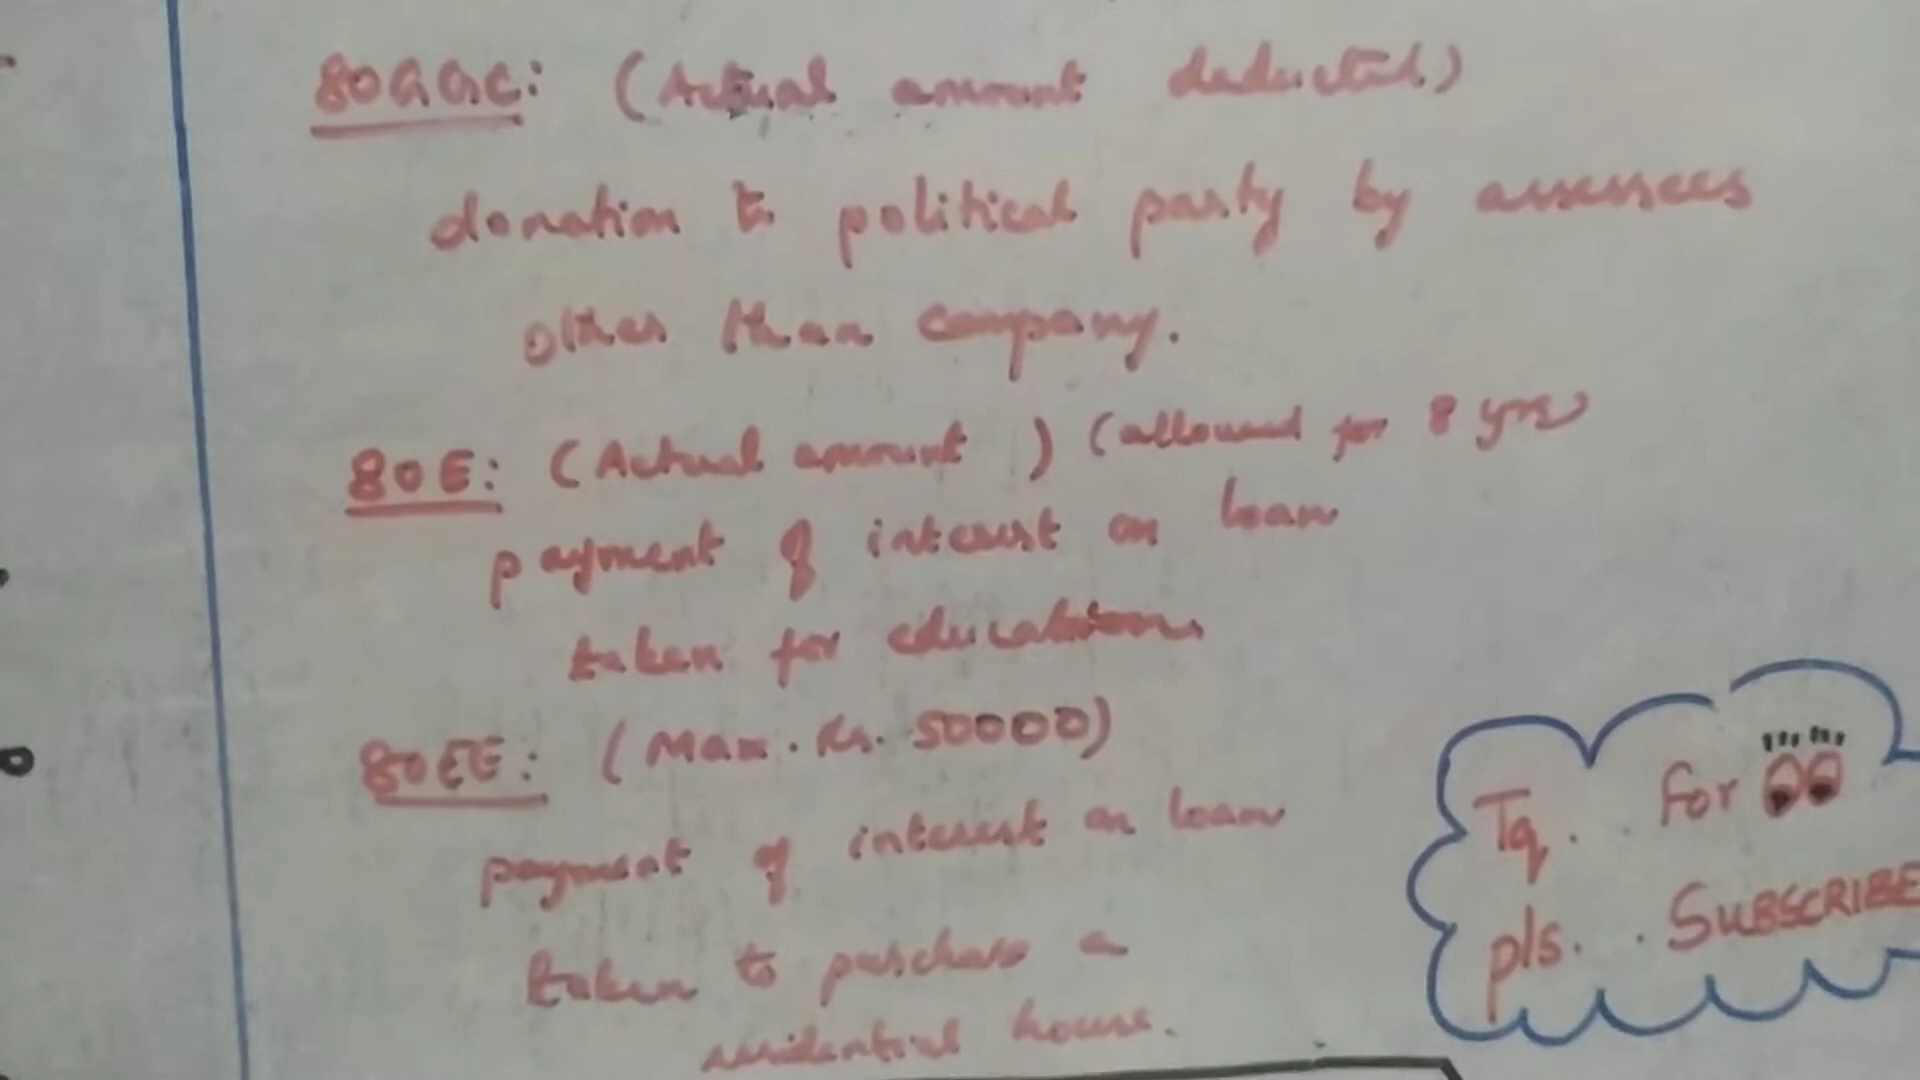 80GGC: (Actual amount deducted)
donation to political party by assessees
other than company.
80E: (Actual amount ) (allowed for 8 yrs
payment of interest on loan
taken for education
80EE: (Max. Rs. 50000)
payment of interest on loan
taken to purchase a
residential house.
Tq. . For
pls. . SUBSCRIBE